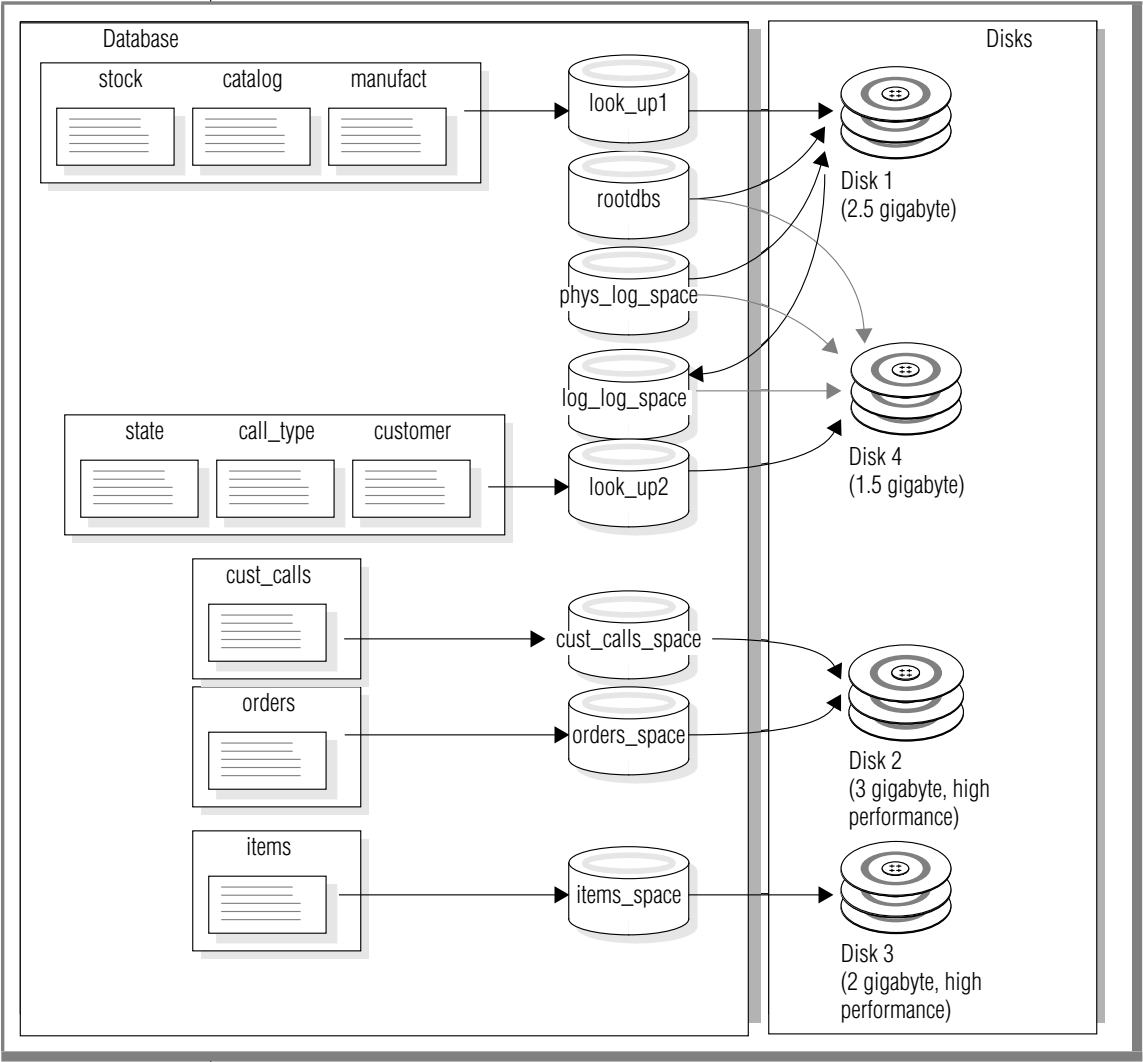 Database
Disks
stock
catalog
manufact
look_up1
Disk 1
(2.5 gigabyte)
rootdbs
phys_log_space
log_log_space
Disk 4
(1.5 gigabyte)
state
call_type
customer
look_up2
cust_calls
cust_calls_space
orders
orders_space
Disk 2
(3 gigabyte, high
performance)
items
items_space
Disk 3
(2 gigabyte, high
performance)